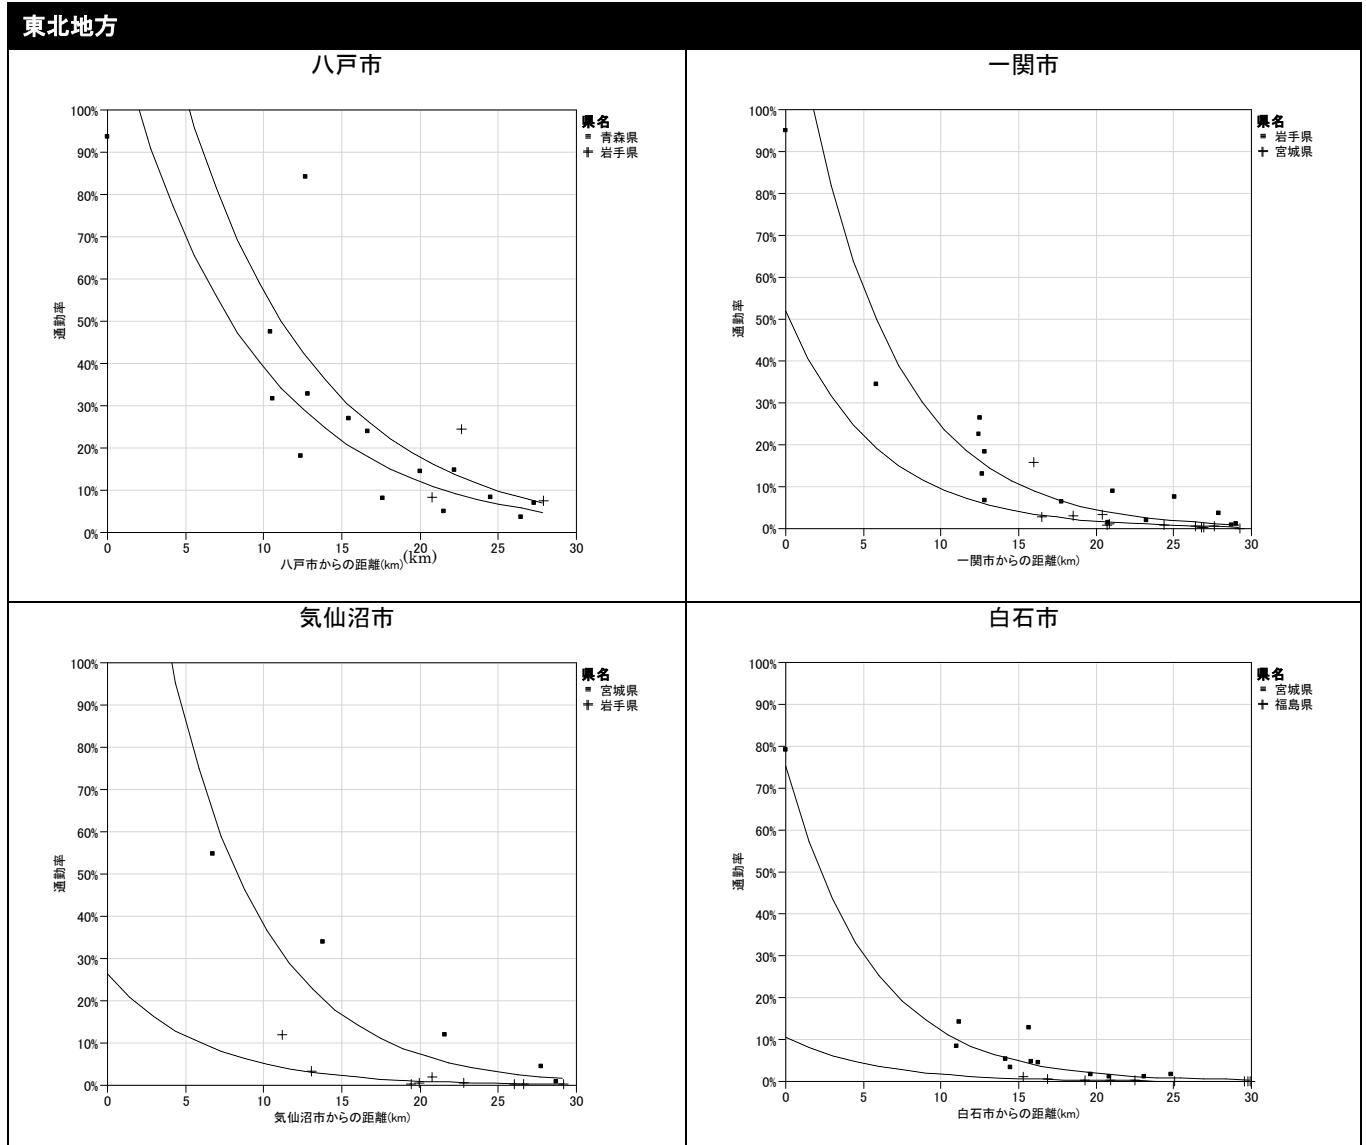 東北地方
八戸市
100%
90%
80%
70%
60%
50%
40%
30%
20%
10%
0%
通勤率
0 5 10 15 20 25 30
八戸市からの距離(km)(km)
県名
青森県
岩手県
一関市
100%
90%
80%
70%
60%
50%
40%
30%
20%
10%
0%
通勤率
0 5 10 15 20 25 30
一関市からの距離(km)
県名
岩手県
宮城県
気仙沼市
100%
90%
80%
70%
60%
50%
40%
30%
20%
10%
0%
通勤率
0 5 10 15 20 25 30
気仙沼市からの距離(km)
県名
宮城県
岩手県
白石市
100%
90%
80%
70%
60%
50%
40%
30%
20%
10%
0%
通勤率
0 5 10 15 20 25 30
白石市からの距離(km)
県名
宮城県
福島県